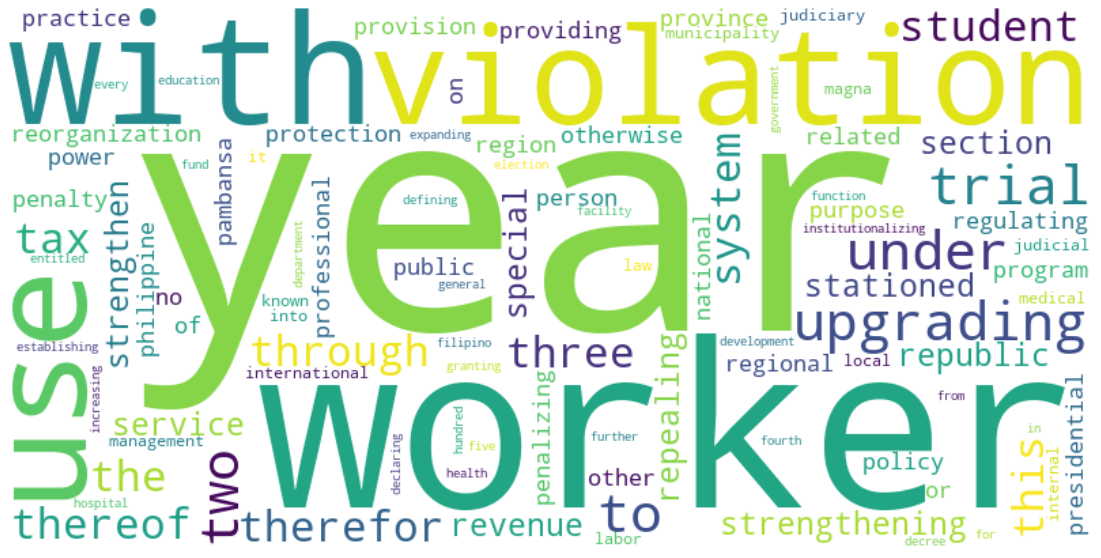 practice
with
violation
provision
providing
province
municipality
judiciary
student
every
education
on
magna
government
reorganization
protection
expanding
region
otherwise
related
section
power
pambansa
it
fund
year
election
system
trial
penalty
strengthen
professional
special
defining
person
facility
function
purpose
institutionalizing
regulating
tax
entitled
philippine
department
public
general
law
national
under
judicial
program
use
no
of
known
into
stationed
medical
upgrading
establishing
through
filipino
three
development
republic
international
granting
repealing
regional
local
increasing
service
management
worker
penalizing
from
presidential
the
two
declaring
hundred
five
health
further
other
fourth
policy
or
this
in
internal
hospital
thereof
therefor
revenue
to
labor
strengthening
decree
for